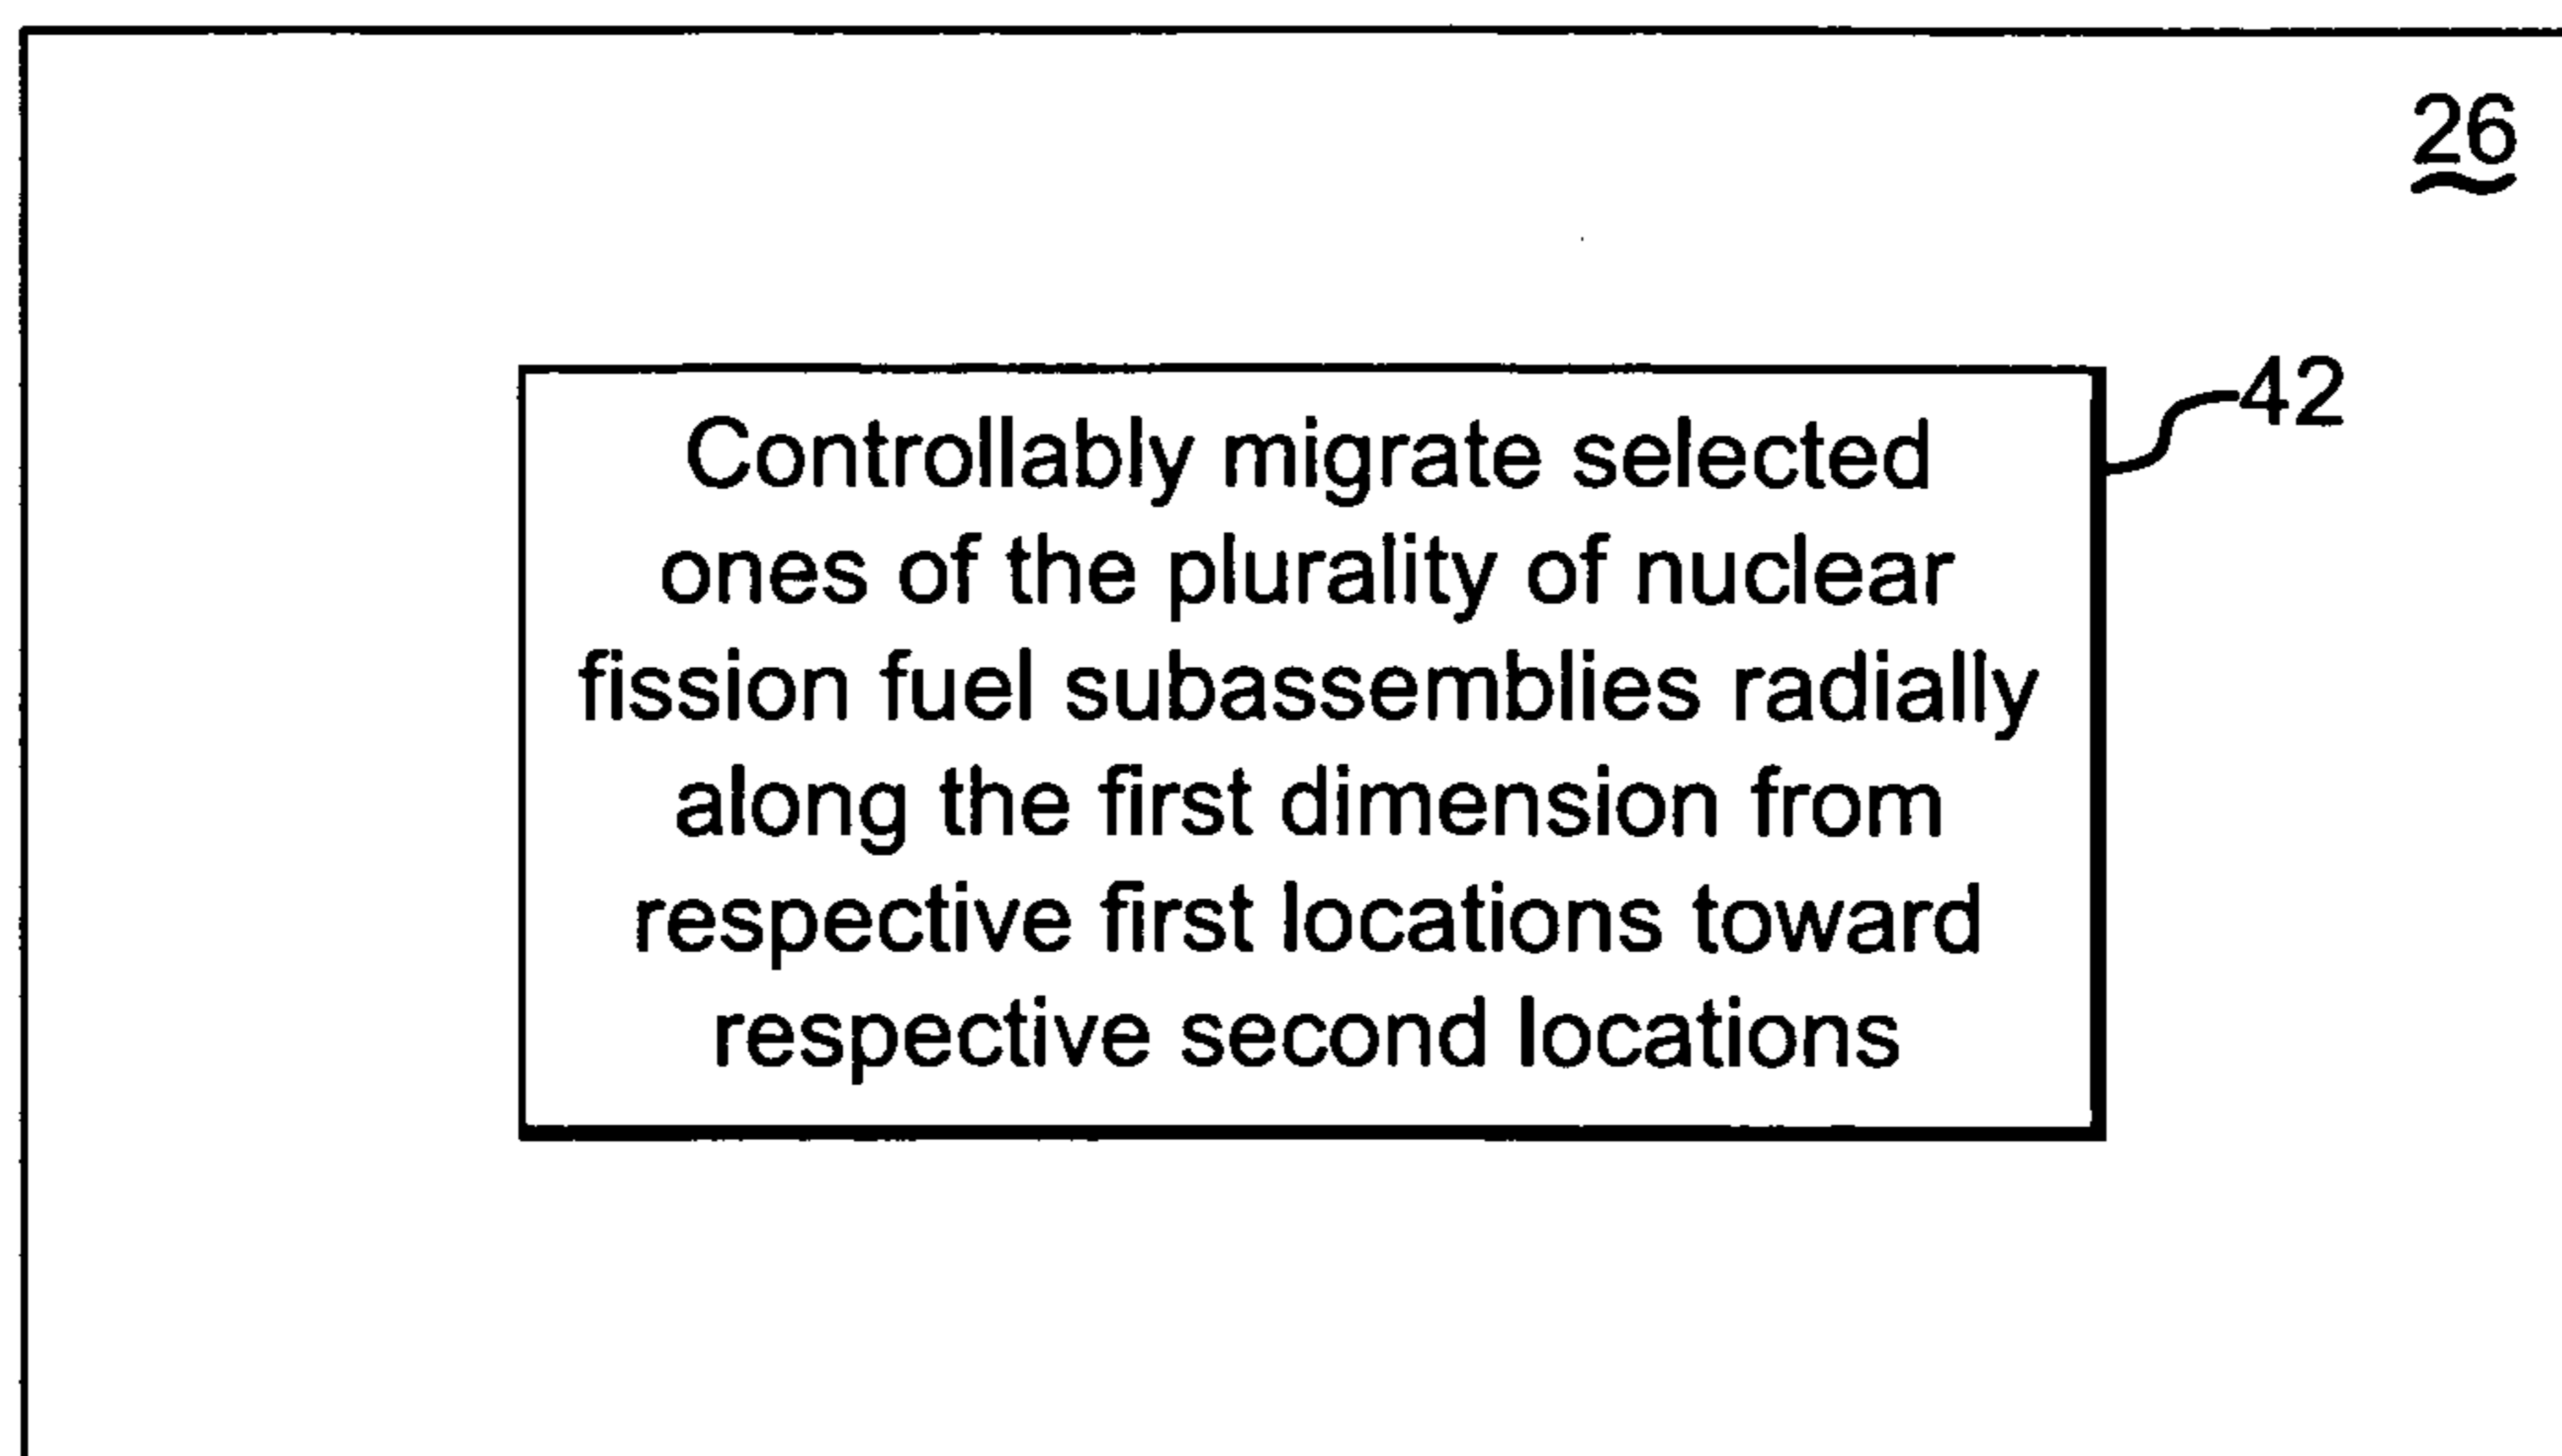 26
42
Controllably migrate selected
ones of the plurality of nuclear
fission fuel subassemblies radially
along the first dimension from
respective first locations toward
respective second locations